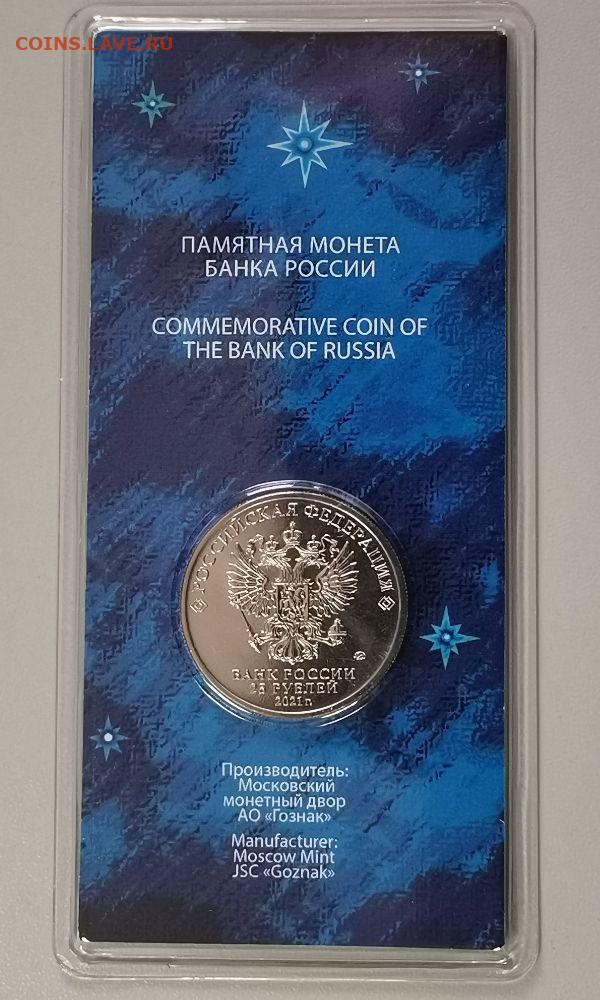 COINS.LAVE.RU
ПАМЯТНАЯ МОНЕТА
БАНКА РОССИИ
COMMEMORATIVE COIN OF
THE BANK OF RUSSIA
РОССИЙСКАЯ ФЕДЕРАЦИЯ
БАНК РОССИИ
25 РУБЛЕЙ
2021 г.
Производитель:
Московский
монетный двор
АО «Гознак»
Manufacturer:
Moscow Mint
JSC «Goznak»